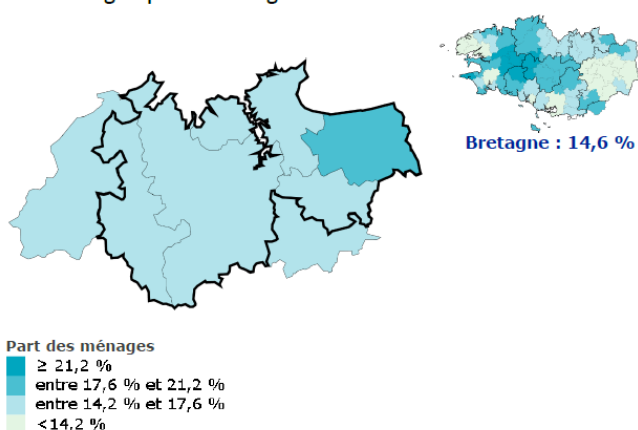 Bretagne : 14,6 %
Part des ménages
≥ 21,2 %
entre 17,6 % et 21,2 %
entre 14,2 % et 17,6 %
<14,2 %